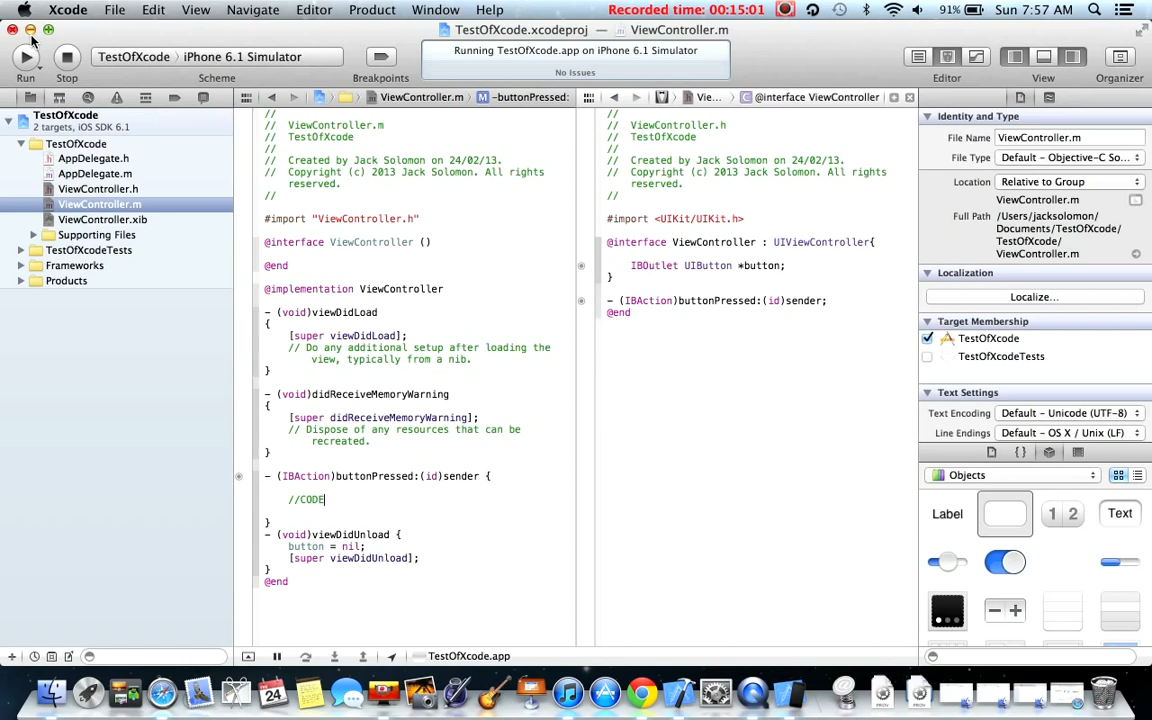 Xcode File Edit View Navigate Editor Product Window Help Recorded time: 00:15:01 91% Sun 7:57 AM
TestOfXcode.xcodeproj — ViewController.m
TestOfXcode iPhone 6.1 Simulator
Running TestOfXcode.app on iPhone 6.1 Simulator
No Issues
Run Stop Scheme Breakpoints Editor View Organizer
ViewController.m -buttonPressed: Vie... @interface ViewController
TestOfXcode
2 targets, iOS SDK 6.1
TestOfXcode
AppDelegate.h
AppDelegate.m
ViewController.h
ViewController.m
ViewController.xib
Supporting Files
TestOfXcodeTests
Frameworks
Products
//
// ViewController.m
// TestOfXcode
//
// Created by Jack Solomon on 24/02/13.
// Copyright (c) 2013 Jack Solomon. All rights
reserved.
//
#import "ViewController.h"
@interface ViewController ()
@end
@implementation ViewController
- (void)viewDidLoad
{
[super viewDidLoad];
// Do any additional setup after loading the
view, typically from a nib.
}
- (void)didReceiveMemoryWarning
{
[super didReceiveMemoryWarning];
// Dispose of any resources that can be
recreated.
}
- (IBAction)buttonPressed:(id)sender {
//CODE
}
- (void)viewDidUnload {
button = nil;
[super viewDidUnload];
}
@end
//
// ViewController.h
// TestOfXcode
//
// Created by Jack Solomon on 24/02/13.
// Copyright (c) 2013 Jack Solomon. All rights
reserved.
//
#import <UIKit/UIKit.h>
@interface ViewController : UIViewController{
IBOutlet UIButton *button;
}
- (IBAction)buttonPressed:(id)sender;
@end
Identity and Type
File Name ViewController.m
File Type Default - Objective-C So...
Location Relative to Group
ViewController.m
Full Path /Users/jacksolomon/
Documents/TestOfXcode/
TestOfXcode/
ViewController.m
Localization
Localize...
Target Membership
TestOfXcode
TestOfXcodeTests
Text Settings
Text Encoding Default - Unicode (UTF-8)
Line Endings Default - OS X / Unix (LF)
Objects
Label 1 2 Text
TestOfXcode.app
24